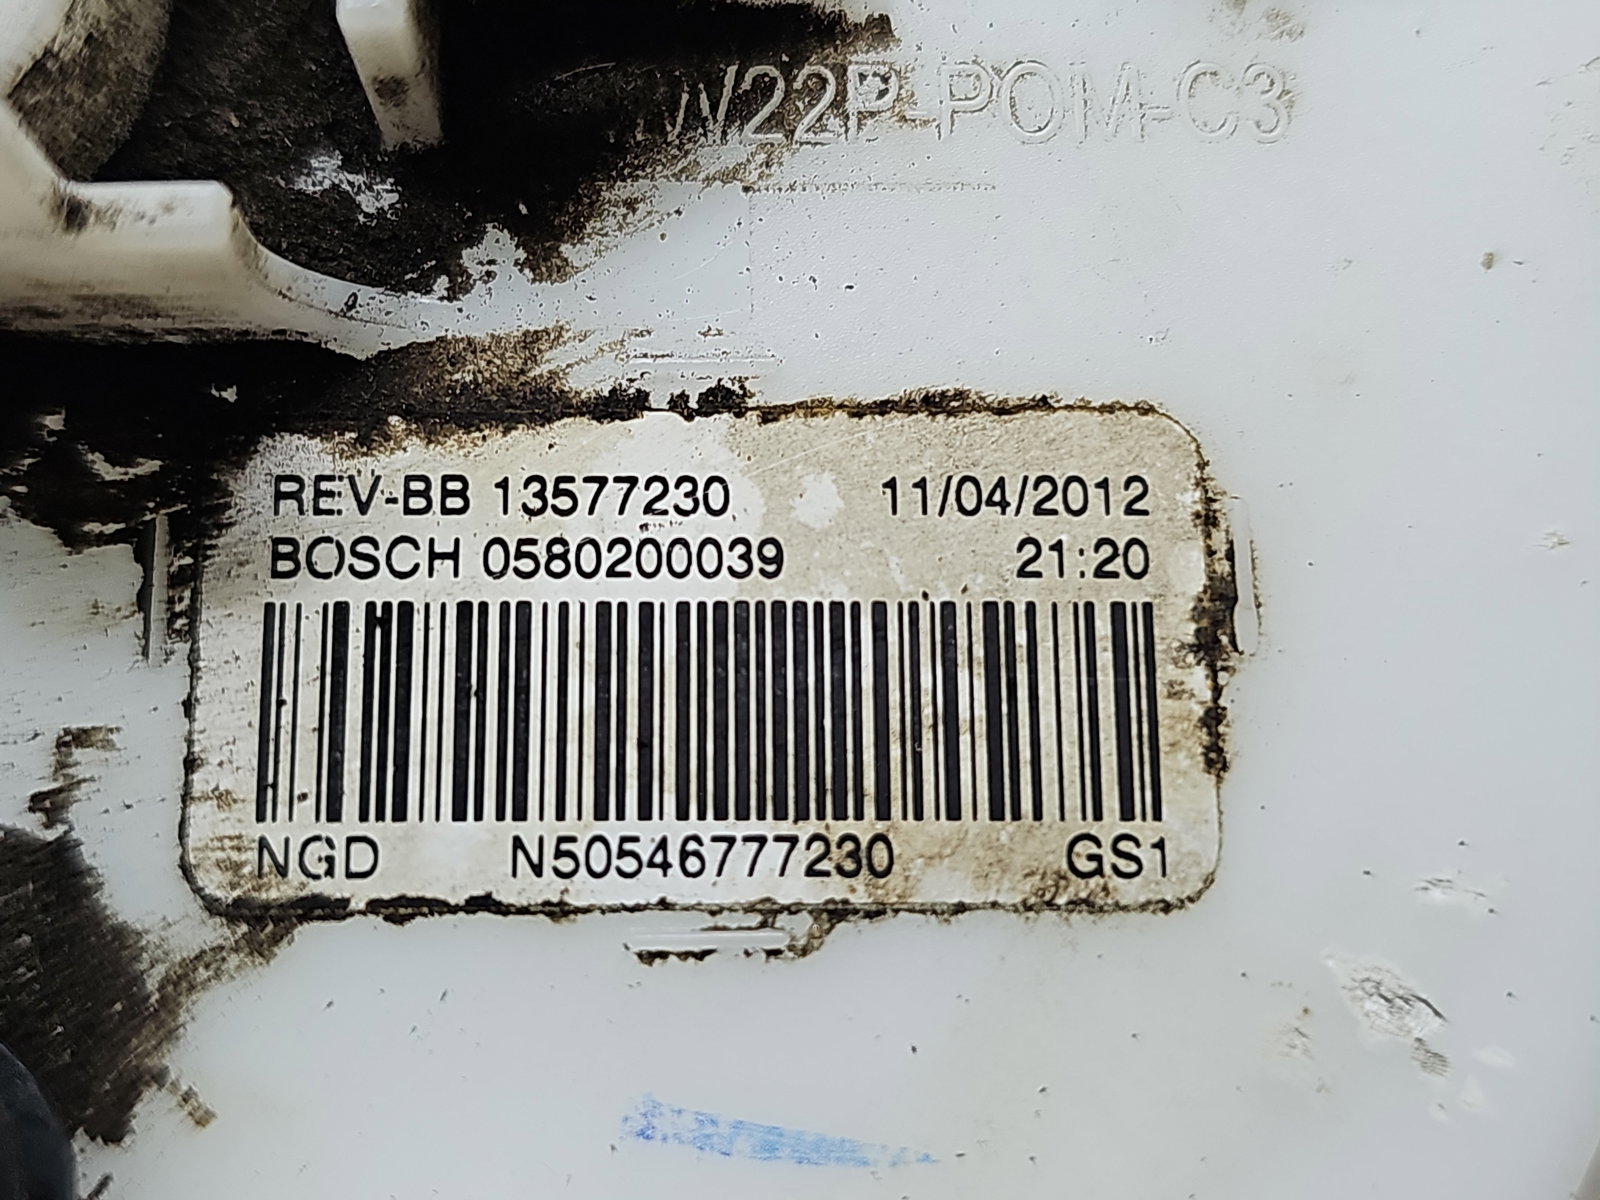 W22P-POM-C3
REV-BB 13577230 11/04/2012
BOSCH 0580200039 21:20
NGD N50546777230 GS1